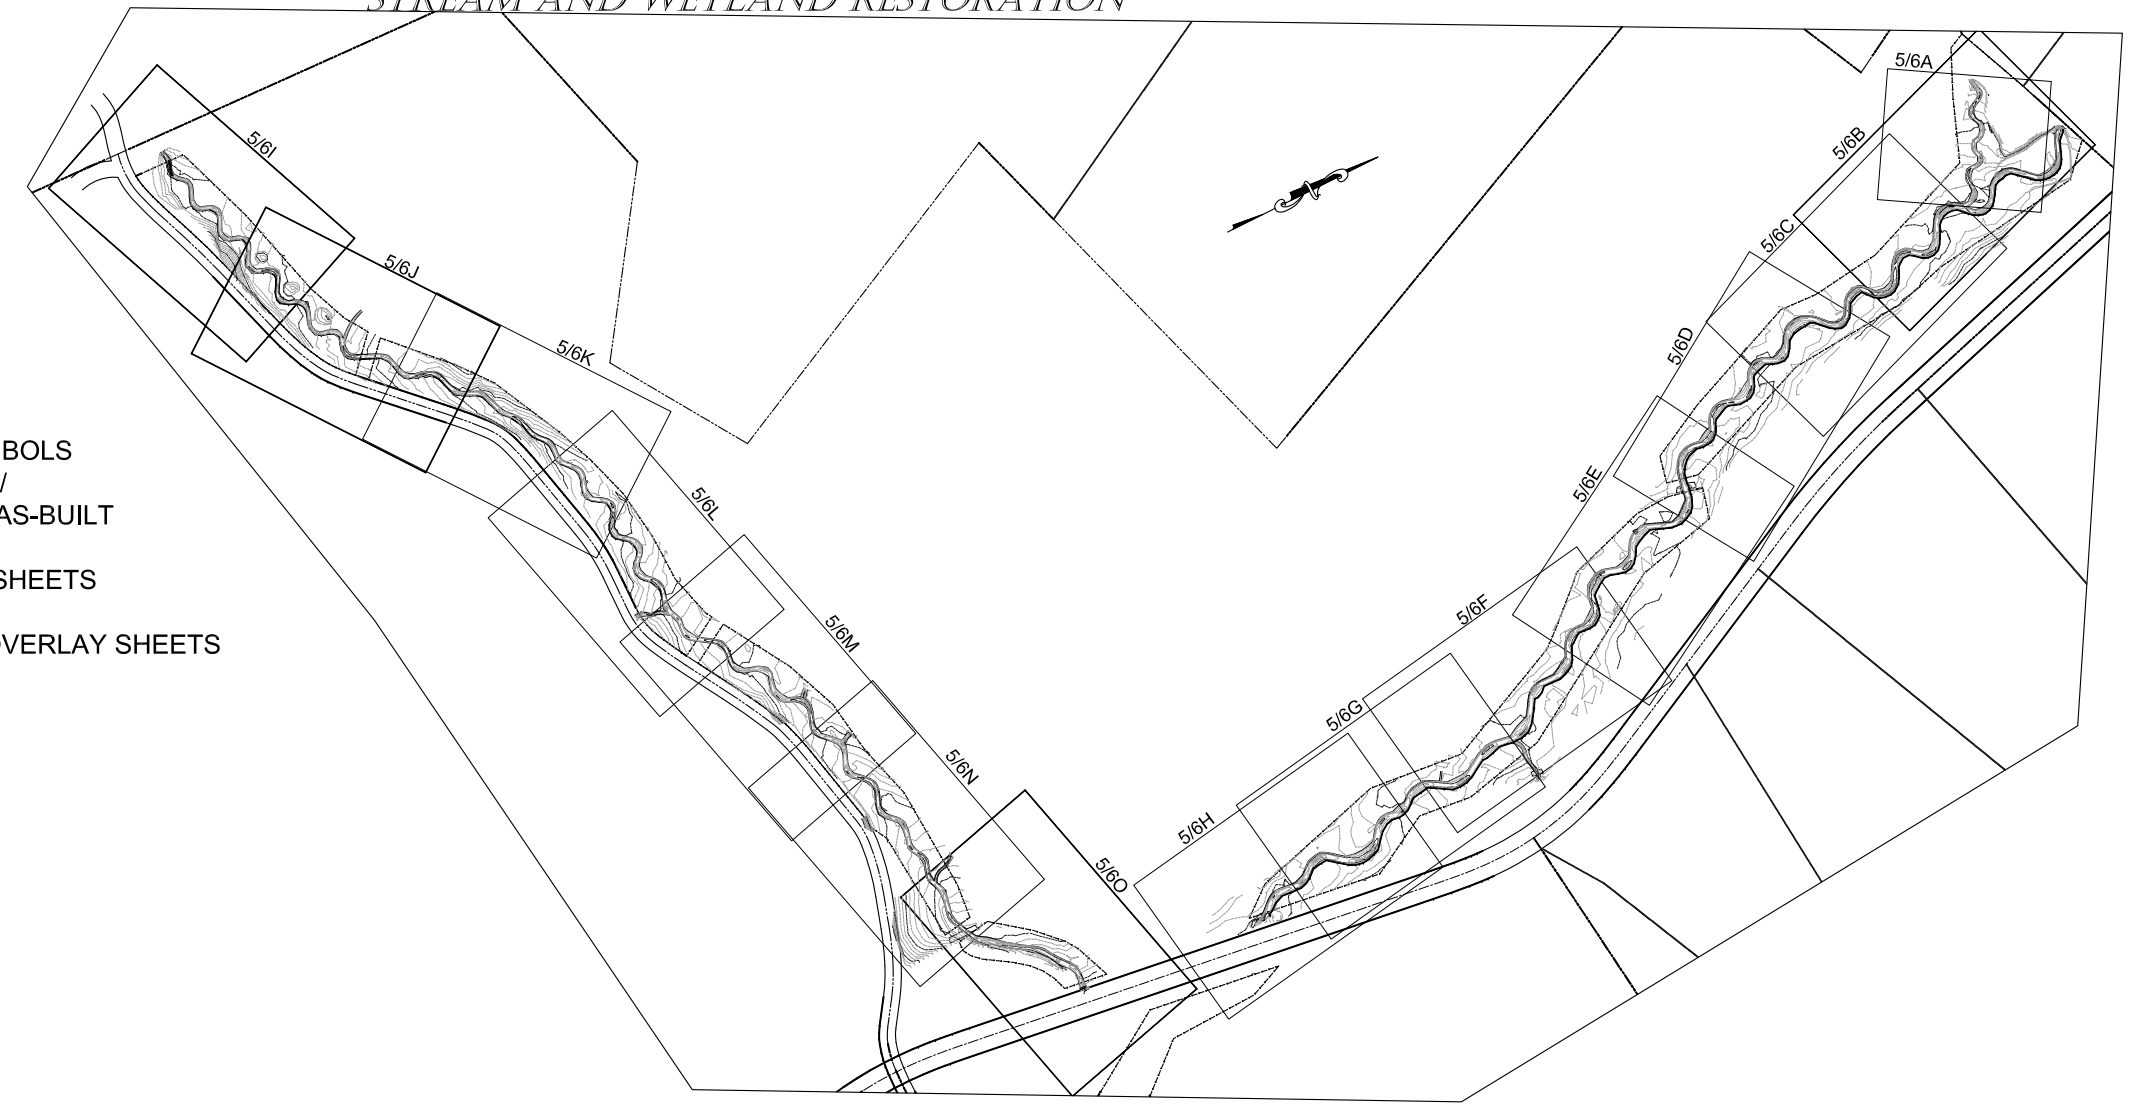 STREAM AND WETLAND RESTORATION
5/6A
5/6B
5/6I
5/6C
5/6J
5/6D
5/6K
BOLS
/
5/6E
5/6L
AS-BUILT
SHEETS
5/6F
5/6M
OVERLAY SHEETS
5/6G
5/6N
5/6H
5/6O